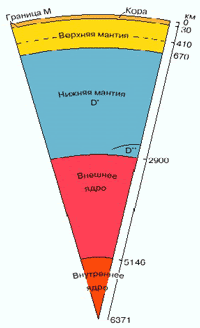 Граница М
Кора
км
0
30
Верхняя мантия
410
670
Нижняя мантия
D'
D"
2900
Внешнее
ядро
5146
Внутреннее
ядро
6371